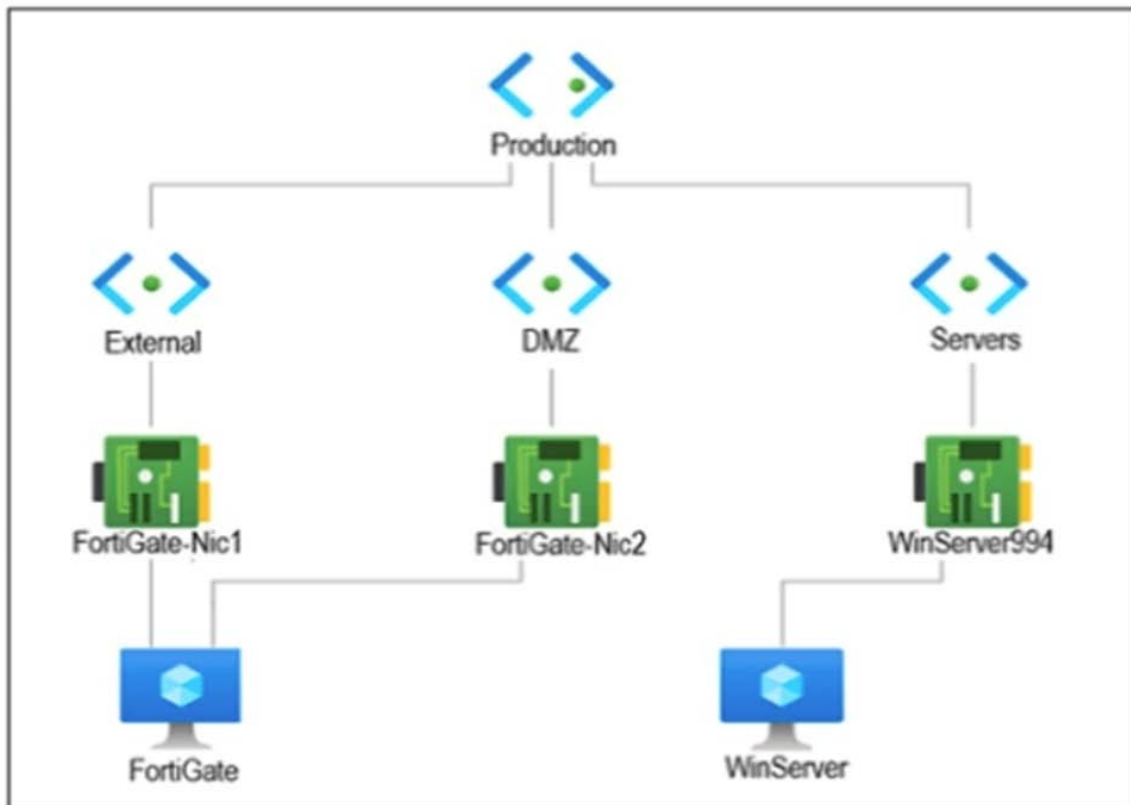 Production
External
DMZ
Servers
FortiGate-Nic1
FortiGate-Nic2
WinServer994
FortiGate
WinServer